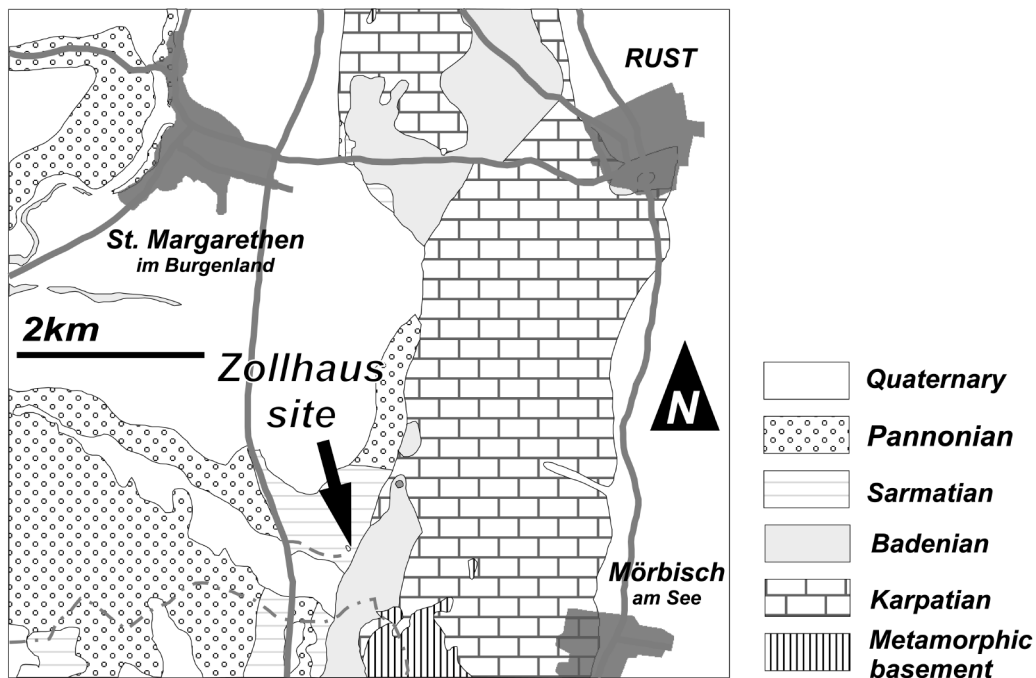 RUST
St. Margarethen
im Burgenland
2km
Zollhaus
site
N
Mörbisch
am See
Quaternary
Pannonian
Sarmatian
Badenian
Karpatian
Metamorphic
basement